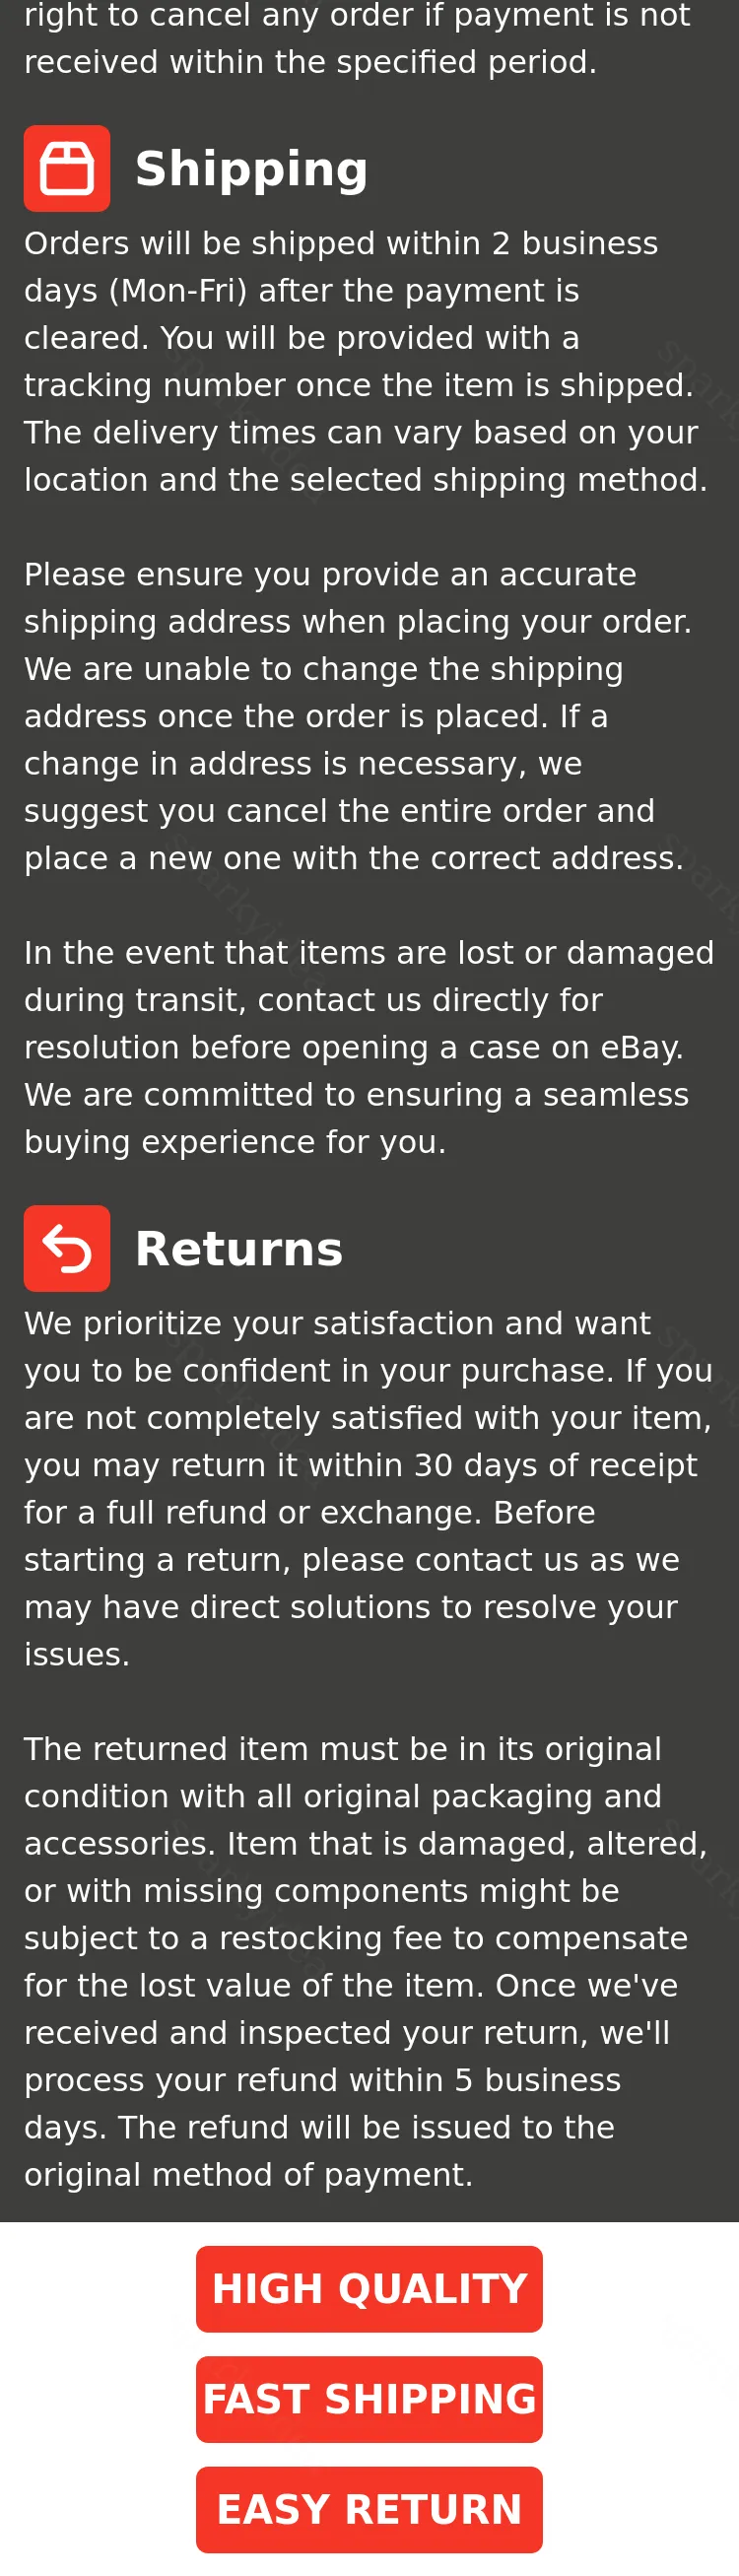 right to cancel any order if payment is not
received within the specified period.
Shipping
Orders will be shipped within 2 business
days (Mon-Fri) after the payment is
cleared. You will be provided with a
tracking number once the item is shipped.
The delivery times can vary based on your
location and the selected shipping method.
Please ensure you provide an accurate
shipping address when placing your order.
We are unable to change the shipping
address once the order is placed. If a
change in address is necessary, we
suggest you cancel the entire order and
place a new one with the correct address.
In the event that items are lost or damaged
during transit, contact us directly for
resolution before opening a case on eBay.
We are committed to ensuring a seamless
buying experience for you.
Returns
We prioritize your satisfaction and want
you to be confident in your purchase. If you
are not completely satisfied with your item,
you may return it within 30 days of receipt
for a full refund or exchange. Before
starting a return, please contact us as we
may have direct solutions to resolve your
issues.
The returned item must be in its original
condition with all original packaging and
accessories. Item that is damaged, altered,
or with missing components might be
subject to a restocking fee to compensate
for the lost value of the item. Once we've
received and inspected your return, we'll
process your refund within 5 business
days. The refund will be issued to the
original method of payment.
HIGH QUALITY
FAST SHIPPING
EASY RETURN